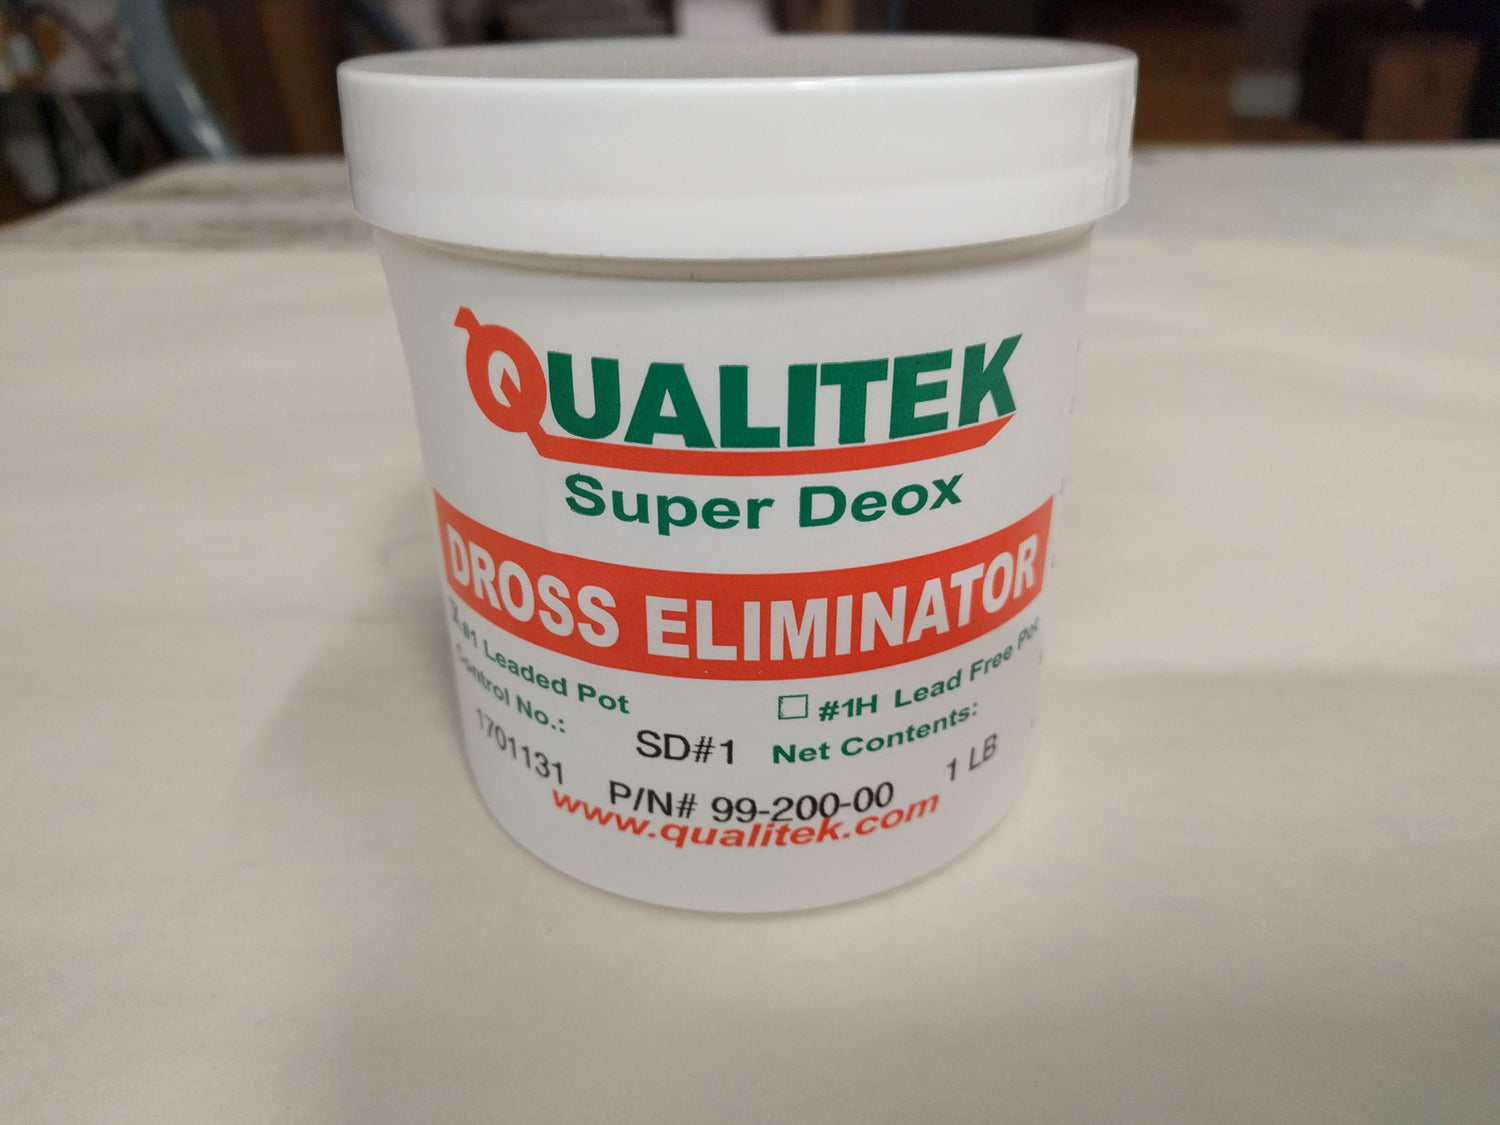 QUALITEK
Super Deox
DROSS ELIMINATOR
#1 Leaded Pot
#1H Lead Free Pot
Control No.:
SD#1
Net Contents:
1701131
1 LB
P/N# 99-200-00
www.qualitek.com